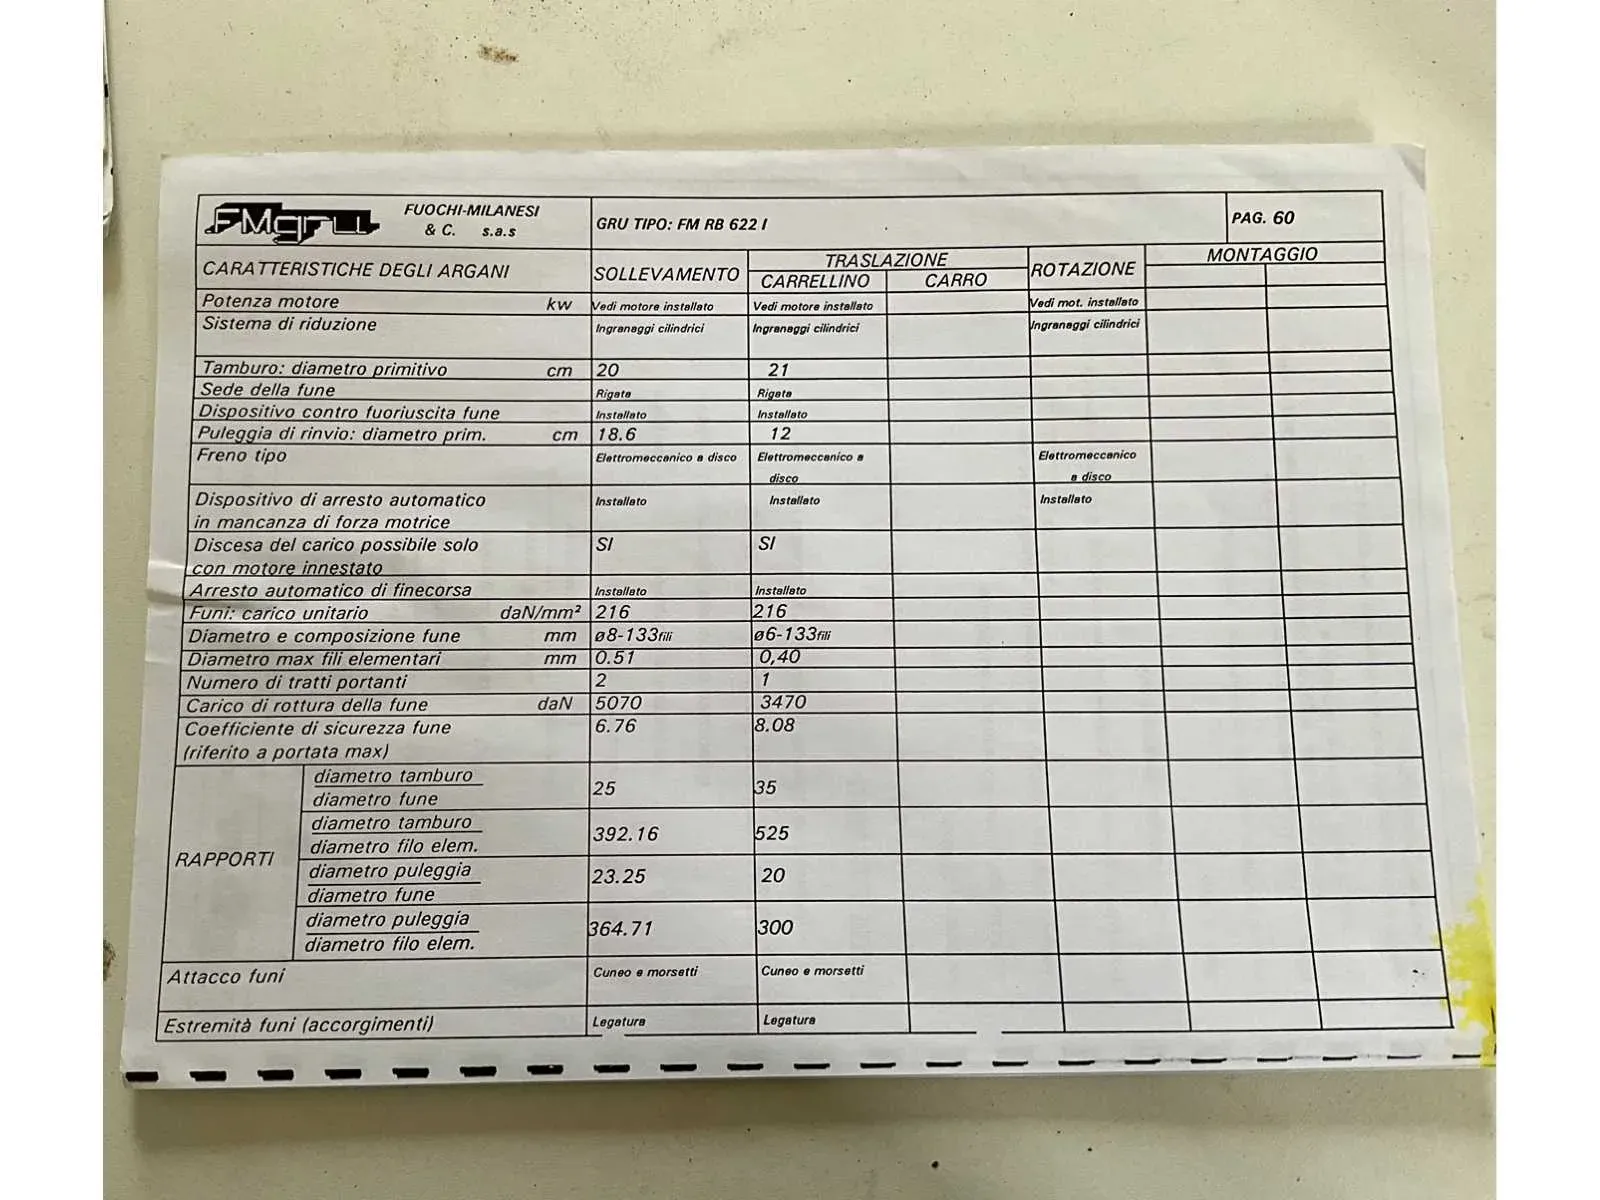 FMgru
FUOCHI-MILANESI
& C. s.a.s
GRU TIPO: FM RB 622 I
PAG. 60
CARATTERISTICHE DEGLI ARGANI
SOLLEVAMENTO
TRASLAZIONE
CARRELLINO
CARRO
ROTAZIONE
MONTAGGIO
Potenza motore kw Vedi motore installato Vedi motore installato Vedi mot. installato
Sistema di riduzione Ingranaggi cilindrici Ingranaggi cilindrici Ingranaggi cilindrici
Tamburo: diametro primitivo cm 20 21
Sede della fune Rigata Rigata
Dispositivo contro fuoriuscita fune Installato Installato
Puleggia di rinvio: diametro prim. cm 18.6 12
Freno tipo Elettromeccanico a disco Elettromeccanico a Elettromeccanico
disco a disco
Dispositivo di arresto automatico Installato Installato Installato
in mancanza di forza motrice
Discesa del carico possibile solo SI SI
con motore innestato
Arresto automatico di finecorsa Installato Installato
Funi: carico unitario daN/mm² 216 216
Diametro e composizione fune mm ø8-133fili ø6-133fili
Diametro max fili elementari mm 0.51 0,40
Numero di tratti portanti 2 1
Carico di rottura della fune daN 5070 3470
Coefficiente di sicurezza fune 6.76 8.08
(riferito a portata max)
RAPPORTI
diametro tamburo
diametro fune
25 35
diametro tamburo
diametro filo elem.
392.16 525
diametro puleggia
diametro fune
23.25 20
diametro puleggia
diametro filo elem.
364.71 300
Attacco funi Cuneo e morsetti Cuneo e morsetti
Estremità funi (accorgimenti) Legatura Legatura